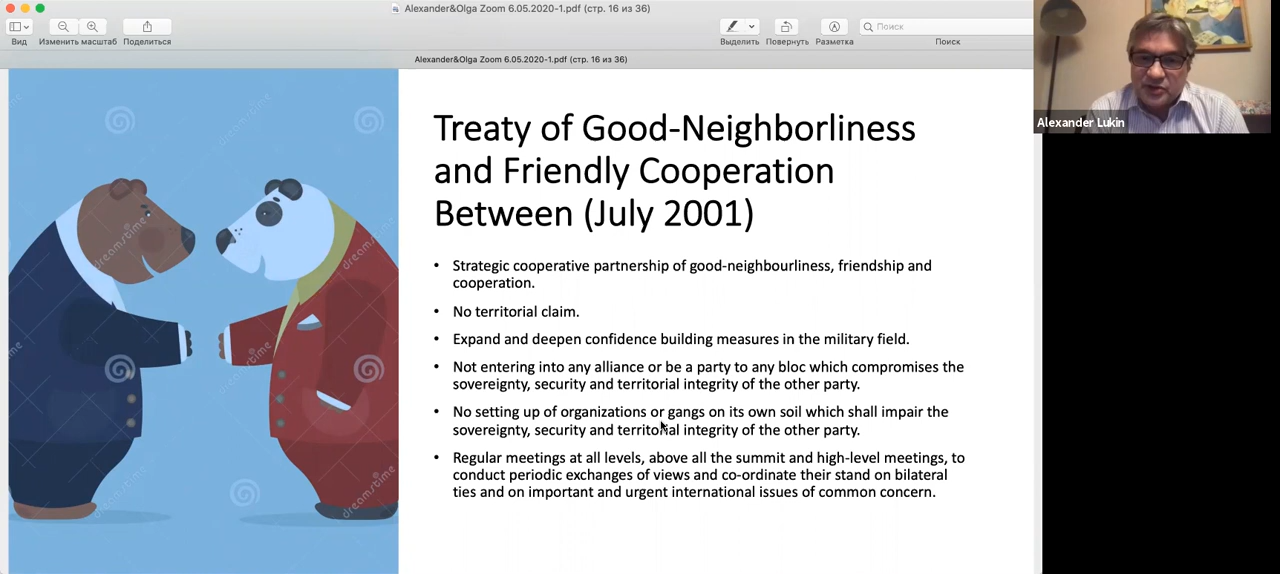 Alexander&Olga Zoom 6.05.2020-1.pdf (стр. 16 из 36)
Вид
Изменить масштаб
Поделиться
Выделить
Повернуть
Разметка
Поиск
Поиск
Alexander&Olga Zoom 6.05.2020-1.pdf (стр. 16 из 36)
Alexander Lukin
Treaty of Good-Neighborliness
and Friendly Cooperation
Between (July 2001)
• Strategic cooperative partnership of good-neighbourliness, friendship and
cooperation.
• No territorial claim.
• Expand and deepen confidence building measures in the military field.
• Not entering into any alliance or be a party to any bloc which compromises the
sovereignty, security and territorial integrity of the other party.
• No setting up of organizations or gangs on its own soil which shall impair the
sovereignty, security and territorial integrity of the other party.
• Regular meetings at all levels, above all the summit and high-level meetings, to
conduct periodic exchanges of views and co-ordinate their stand on bilateral
ties and on important and urgent international issues of common concern.
dreamstime
dreamstime
dreamstime
dreamstime
dreamstime